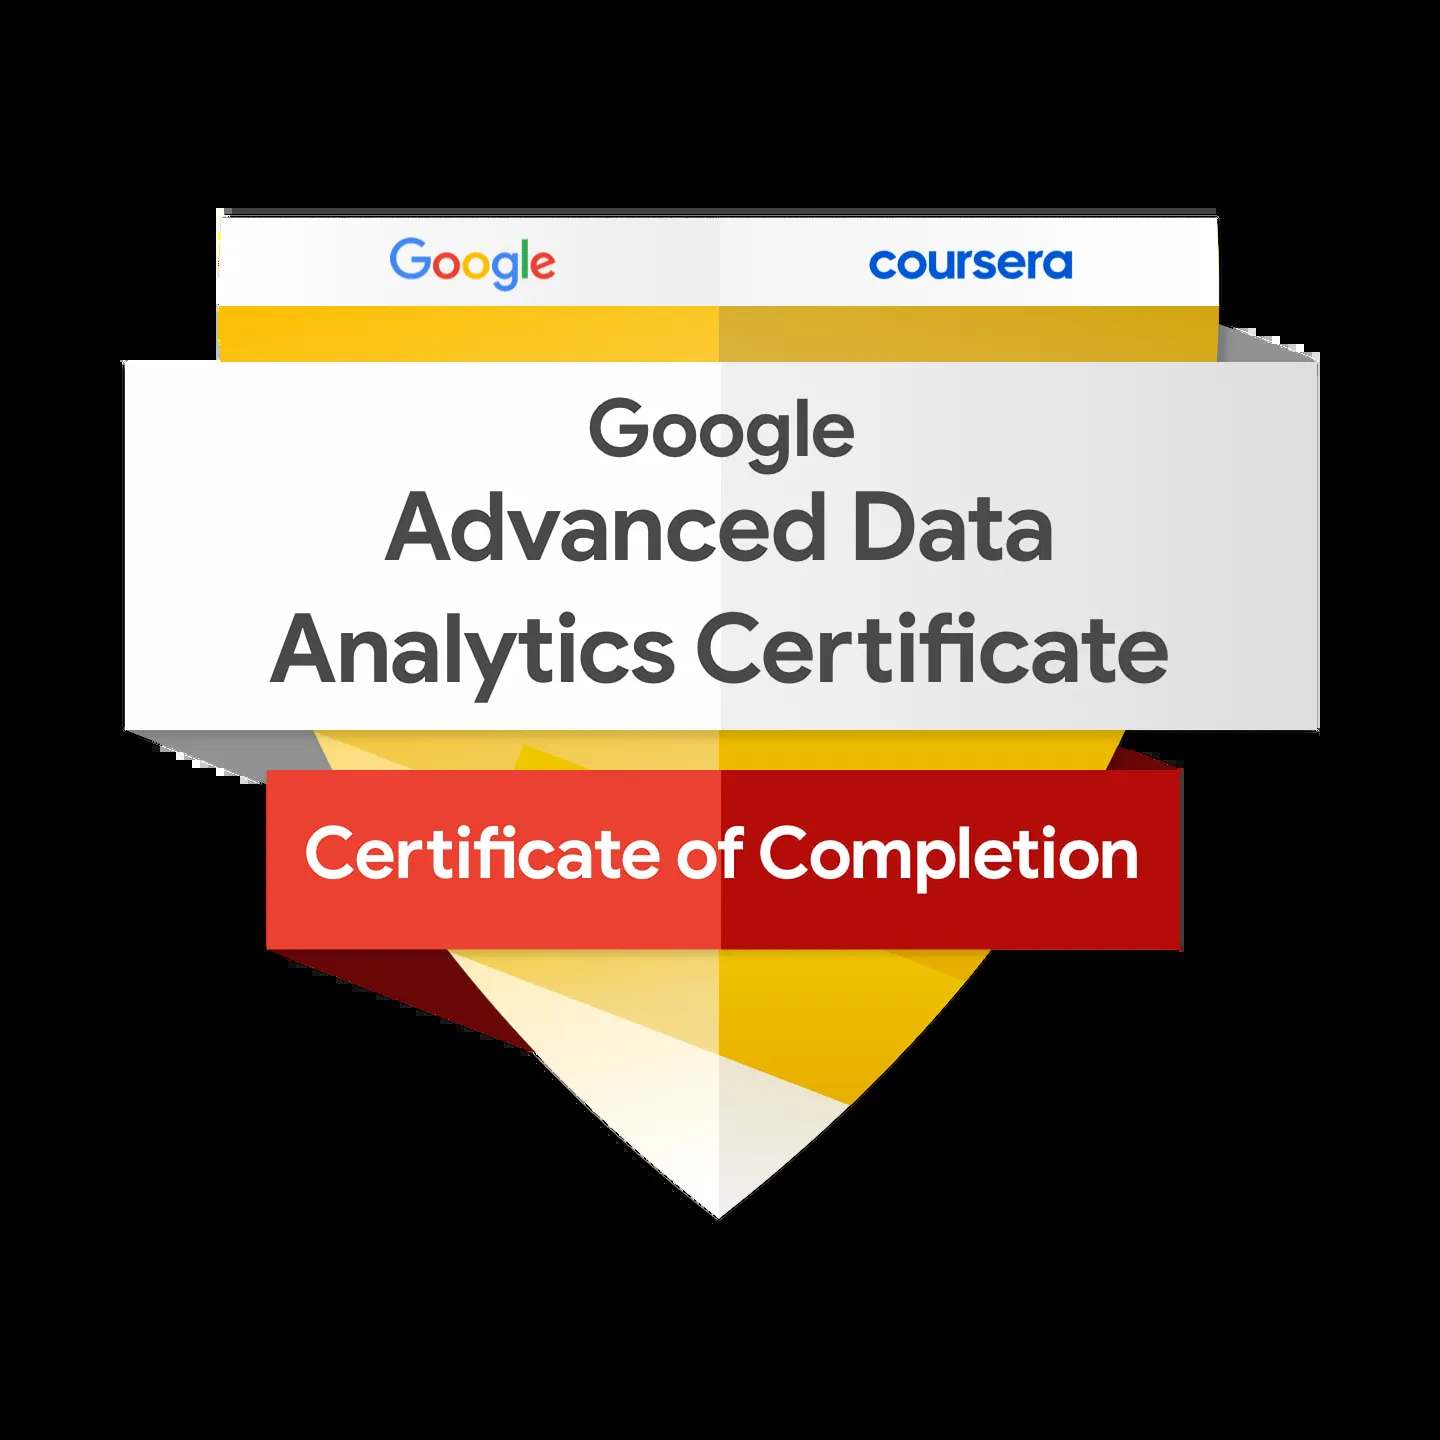 Google coursera
Google
Advanced Data
Analytics Certificate
Certificate of Completion